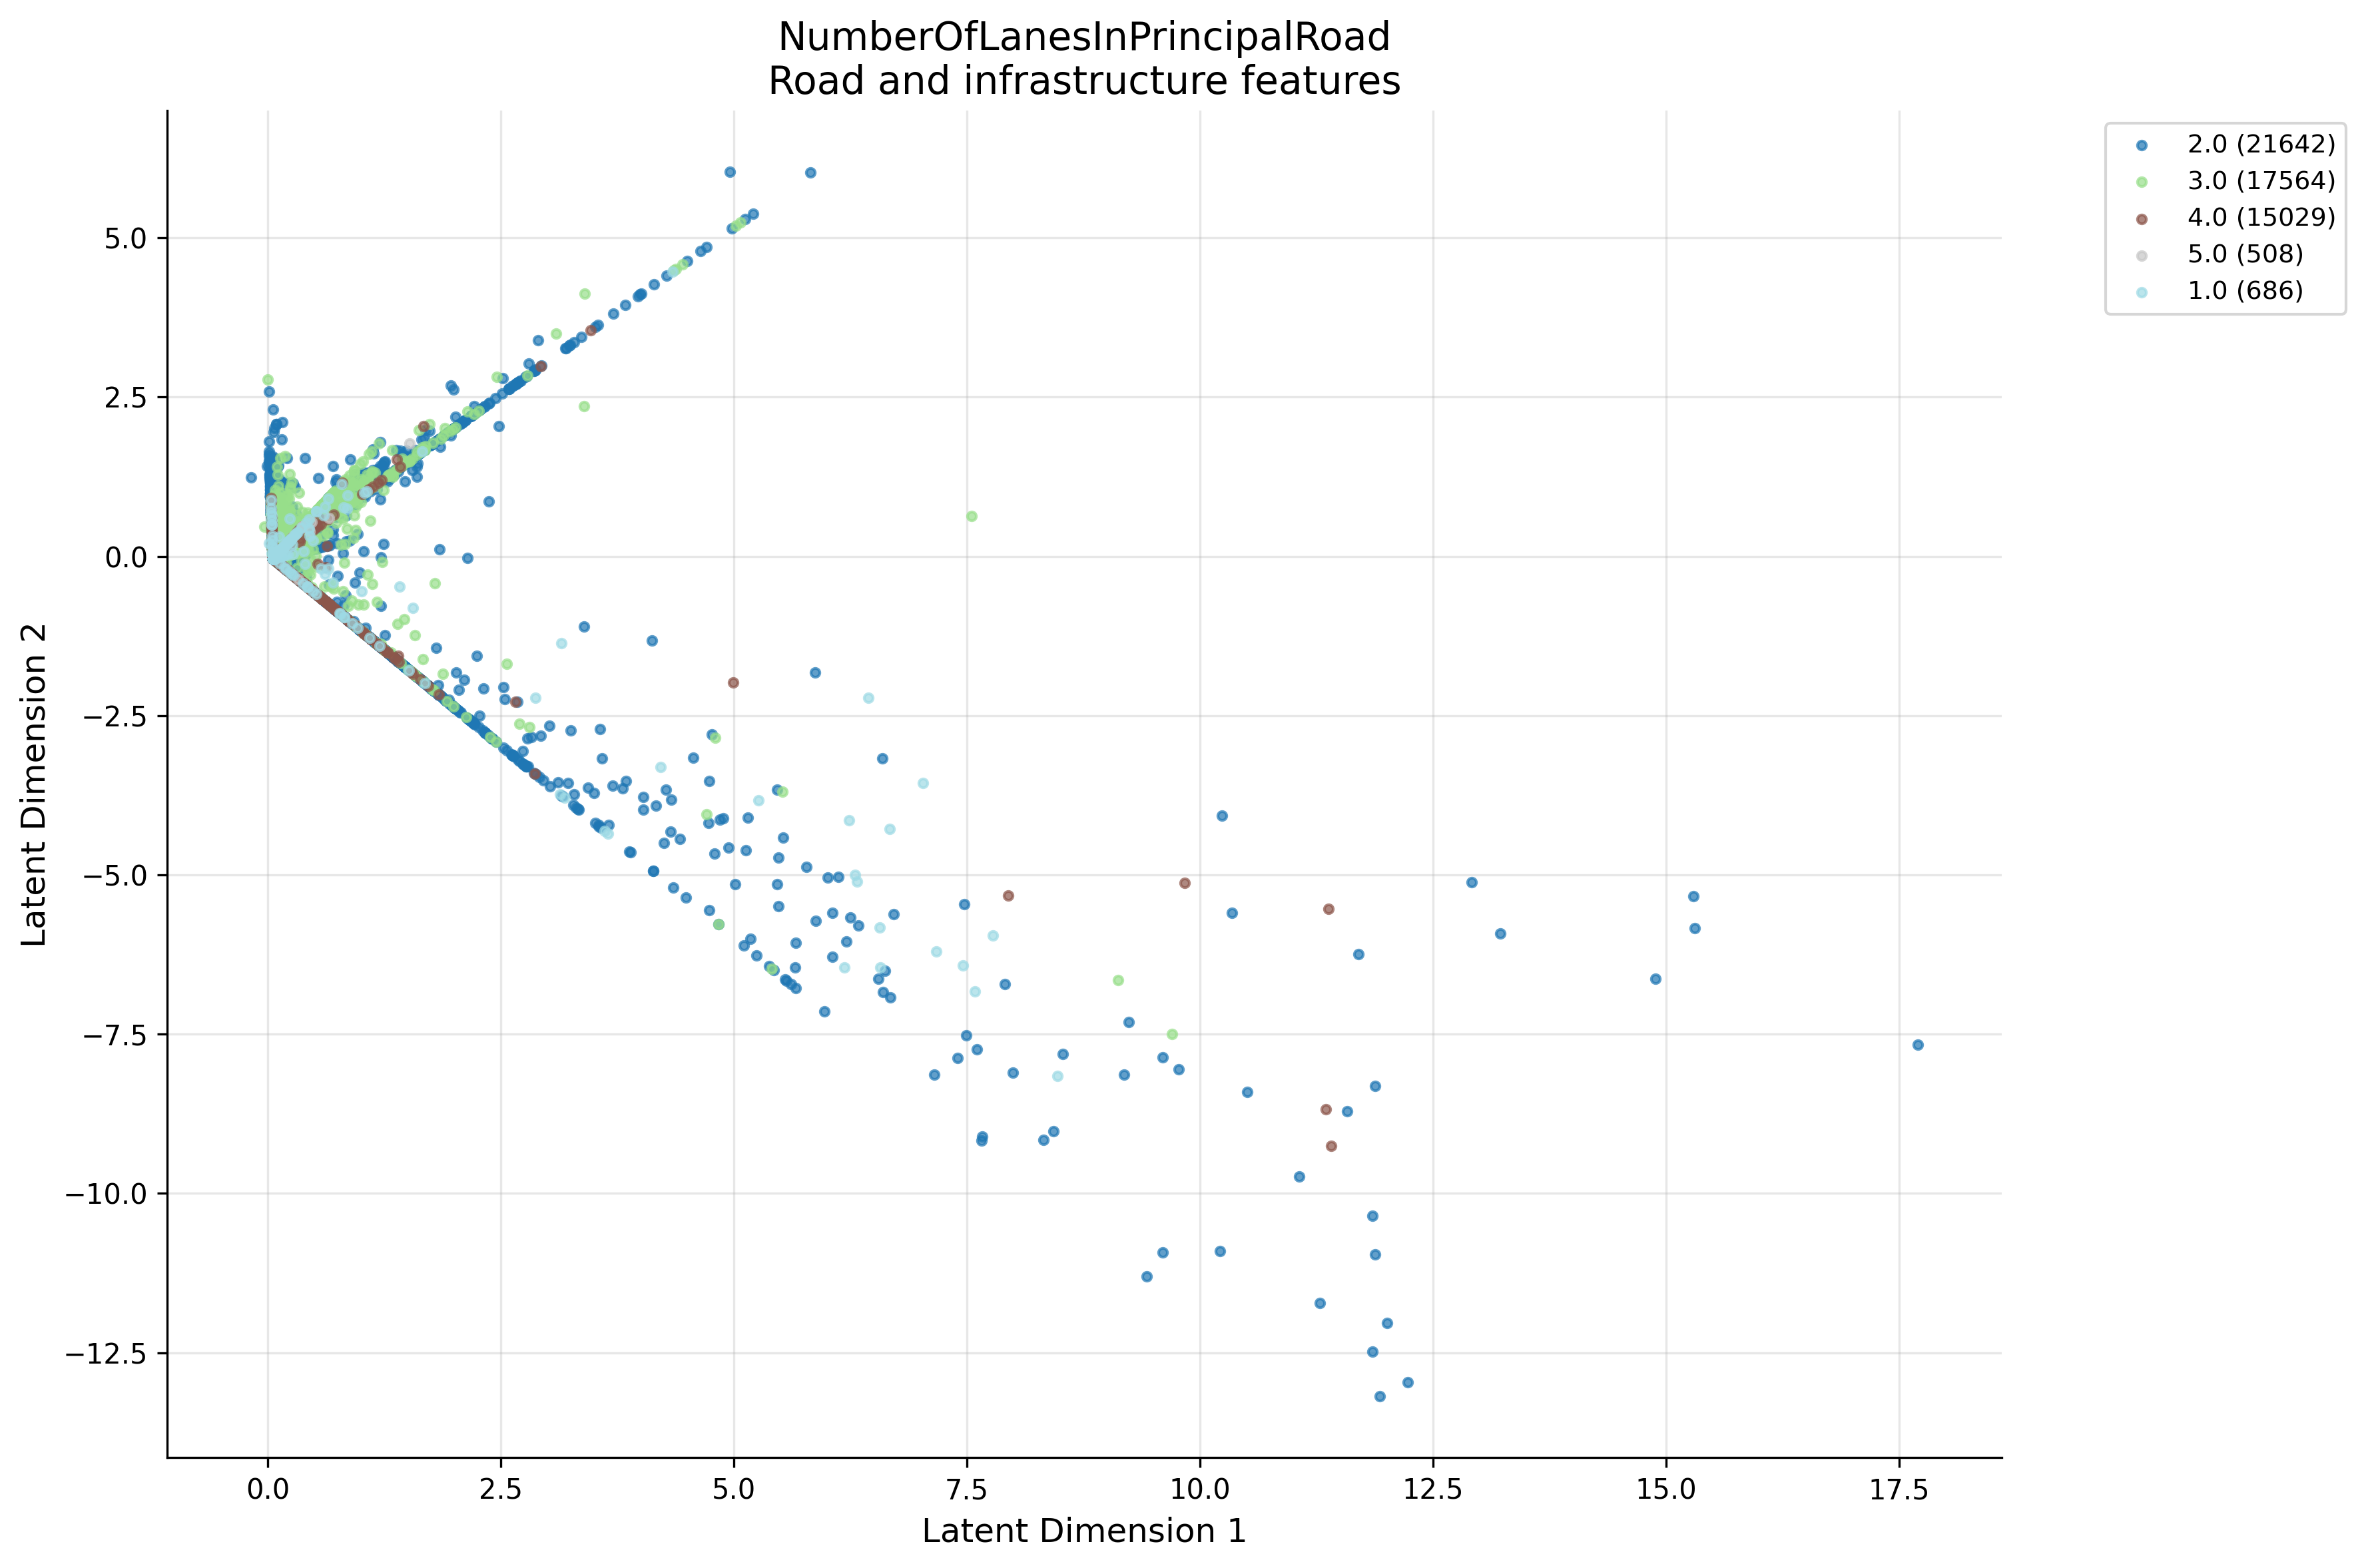 NumberOfLanesInPrincipalRoad
Road and infrastructure features
2.0 (21642)
3.0 (17564)
4.0 (15029)
5.0 (508)
1.0 (686)
5.0
2.5
0.0
−2.5
−5.0
−7.5
−10.0
−12.5
Latent Dimension 2
0.0 2.5 5.0 7.5 10.0 12.5 15.0 17.5
Latent Dimension 1